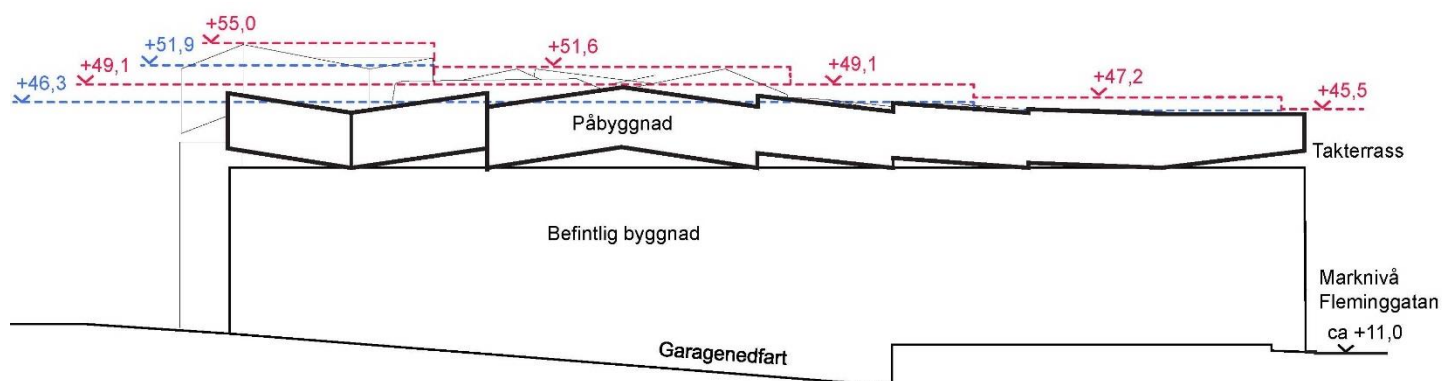 +55,0
+51,9
+51,6
+49,1
+49,1
+46,3
+47,2
+45,5
Påbyggnad
Takterrass
Befintlig byggnad
Marknivå
Fleminggatan
ca +11,0
Garagenedfart